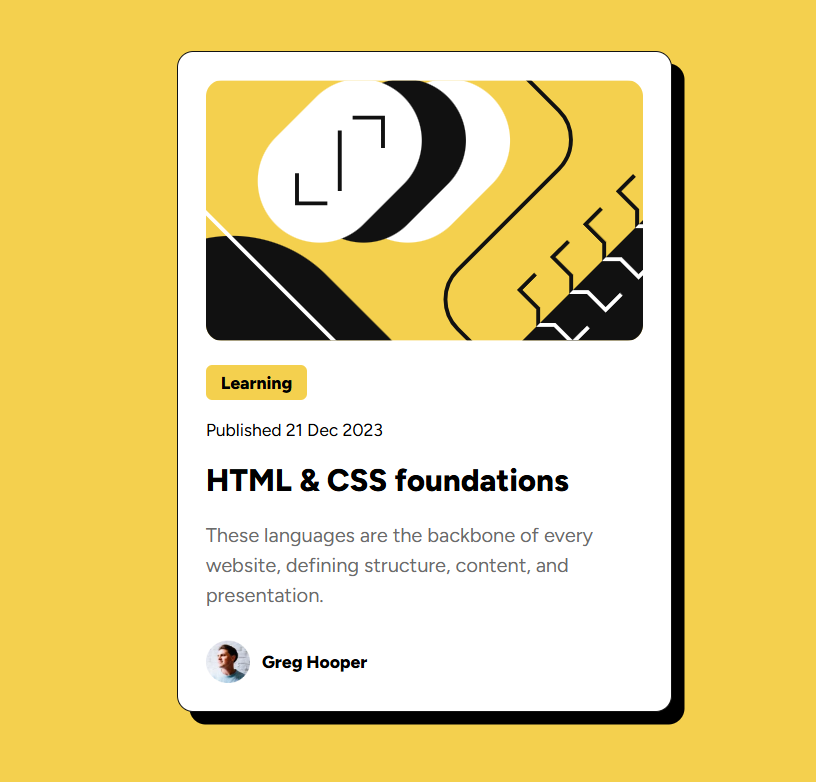 Learning
Published 21 Dec 2023
HTML & CSS foundations
These languages are the backbone of every
website, defining structure, content, and
presentation.
Greg Hooper